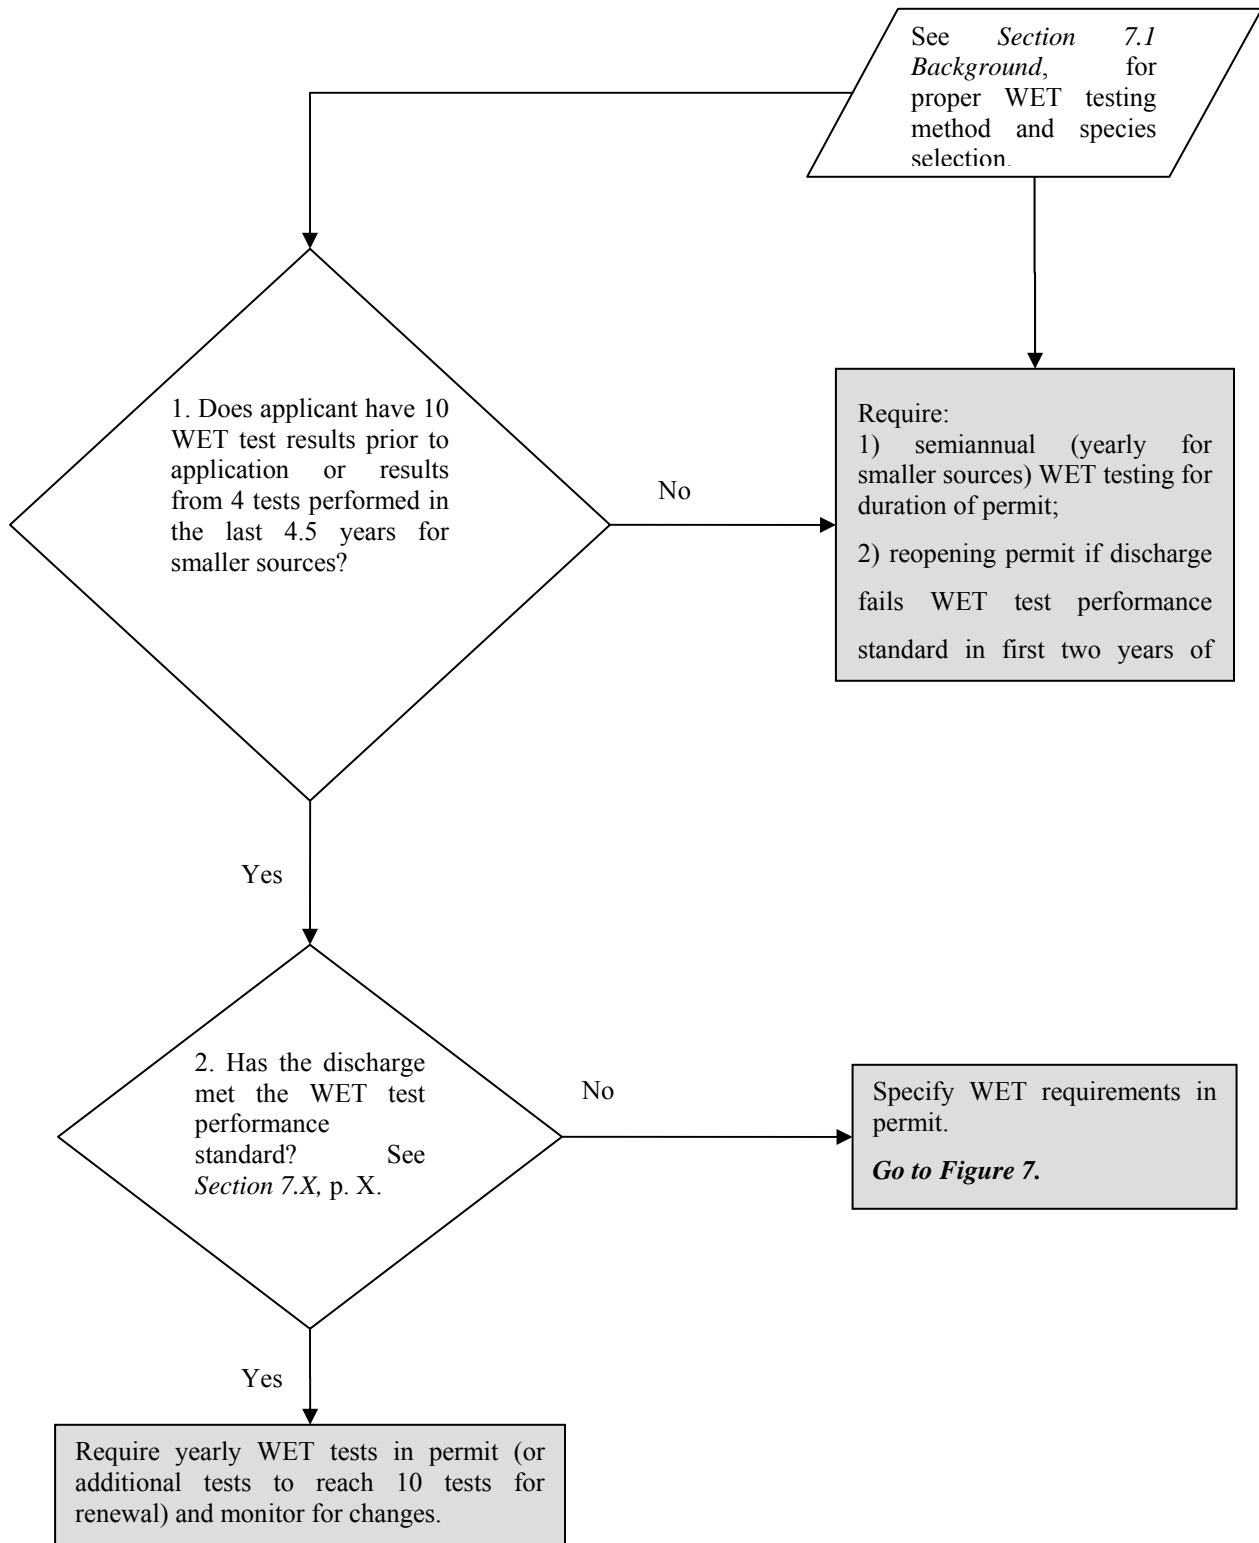 See Section 7.1
Background, for
proper WET testing
method and species
selection.
1. Does applicant have 10
WET test results prior to
application or results
from 4 tests performed in
the last 4.5 years for
smaller sources?
No
Require:
1) semiannual (yearly for
smaller sources) WET testing for
duration of permit;
2) reopening permit if discharge
fails WET test performance
standard in first two years of
Yes
2. Has the discharge
met the WET test
performance
standard? See
Section 7.X, p. X.
No
Specify WET requirements in
permit.
Go to Figure 7.
Yes
Require yearly WET tests in permit (or
additional tests to reach 10 tests for
renewal) and monitor for changes.